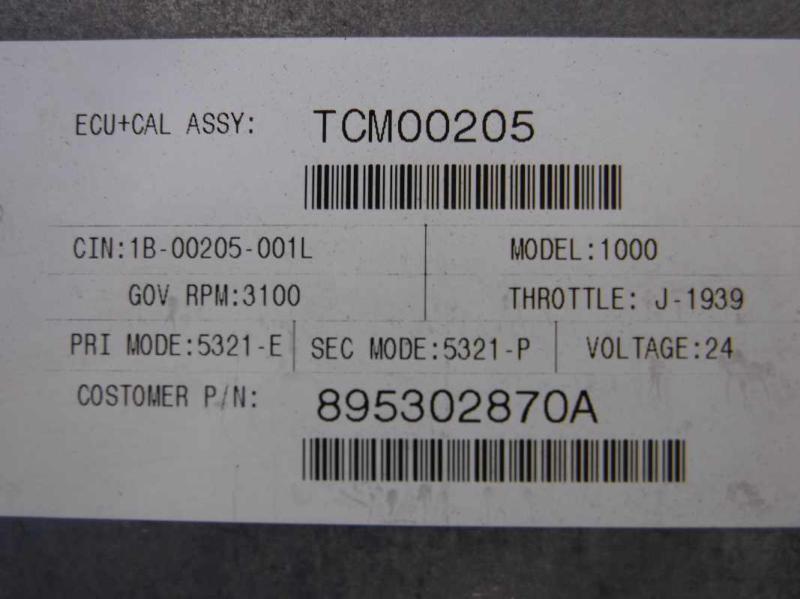 ECU+CAL ASSY: TCM00205
CIN:1B-00205-001L MODEL:1000
GOV RPM:3100 THROTTLE: J-1939
PRI MODE:5321-E SEC MODE:5321-P VOLTAGE:24
COSTOMER P/N: 895302870A